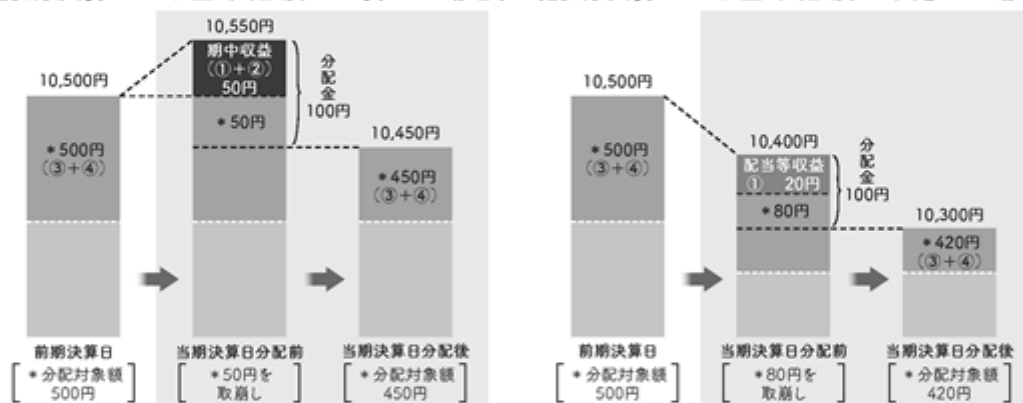 10,550円
期中収益
(①+②)
50円
10,500円
分配金
100円
*50円
*500円
(③+④)
10,450円
*450円
(③+④)
前期決算日
*分配対象額
500円
当期決算日分配前
*50円を
取崩し
当期決算日分配後
*分配対象額
450円
10,500円
*500円
(③+④)
10,400円
配当等収益
① 20円
*80円
分配金
100円
10,300円
*420円
(③+④)
前期決算日
*分配対象額
500円
当期決算日分配前
*80円を
取崩し
当期決算日分配後
*分配対象額
420円